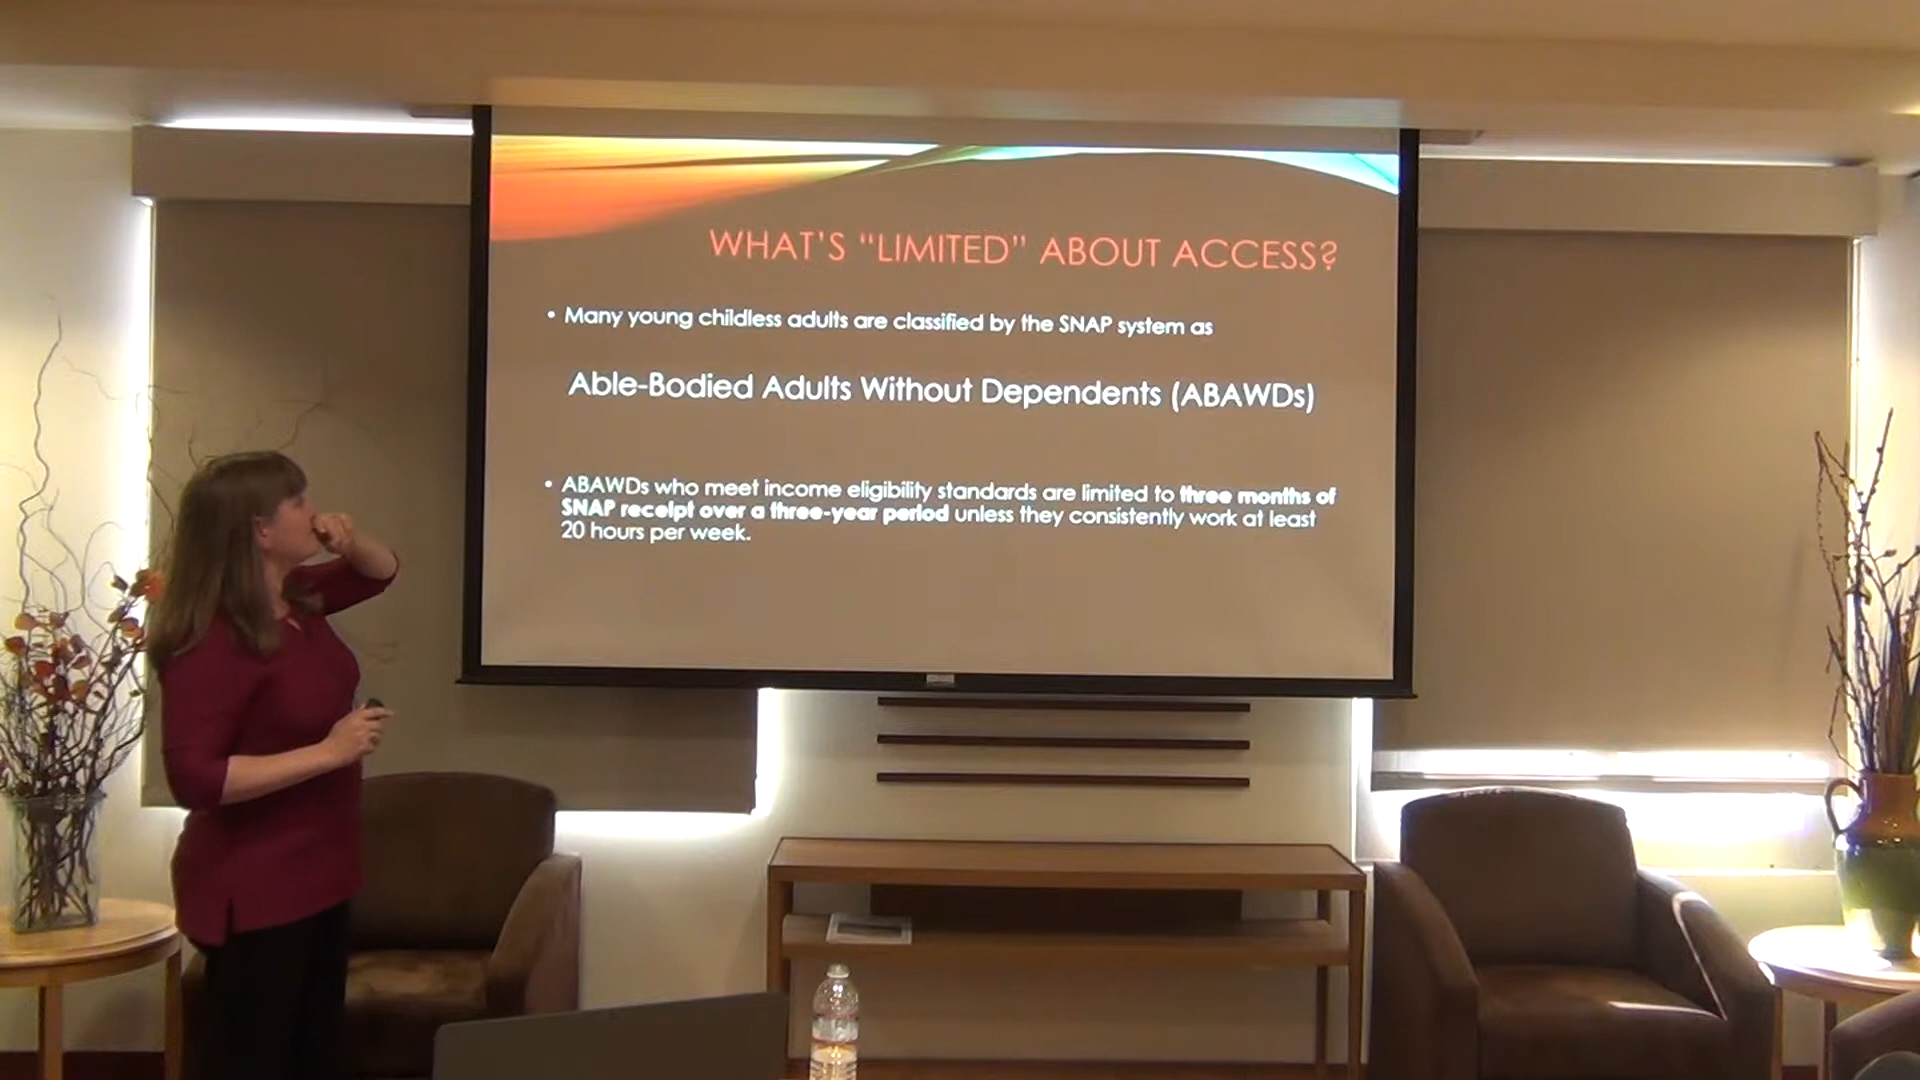 WHAT'S “LIMITED” ABOUT ACCESS?
• Many young childless adults are classified by the SNAP system as
Able-Bodied Adults Without Dependents (ABAWDs)
• ABAWDs who meet income eligibility standards are limited to three months of
SNAP receipt over a three-year period unless they consistently work at least
20 hours per week.